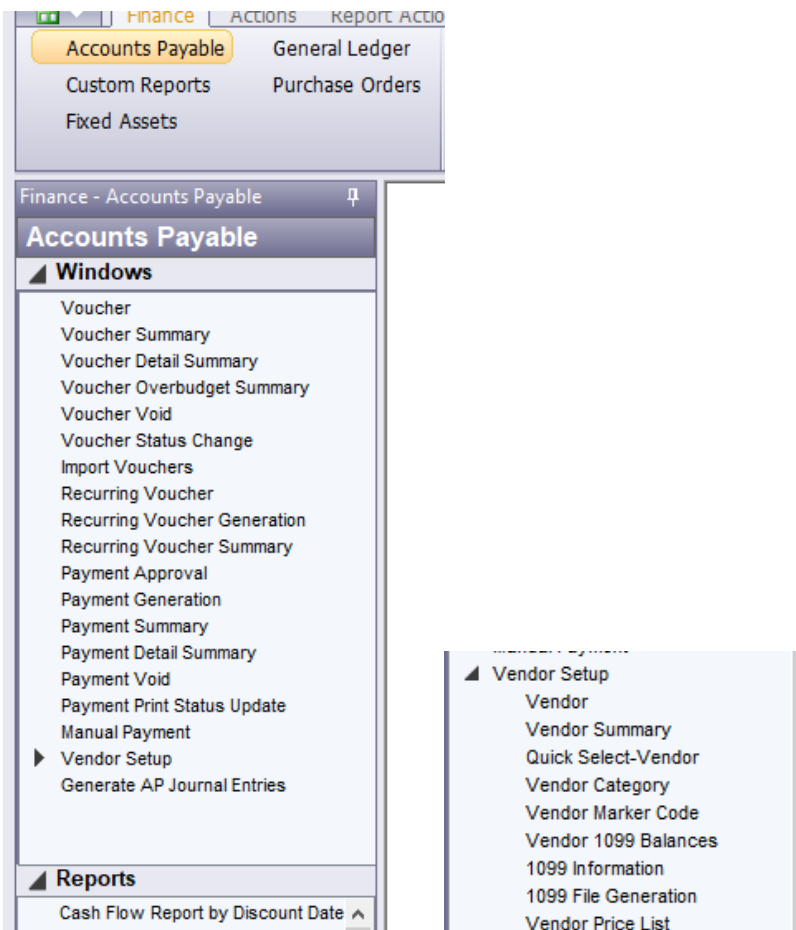 Finance Actions Report Actio
Accounts Payable General Ledger
Custom Reports Purchase Orders
Fixed Assets
Finance - Accounts Payable
Accounts Payable
Windows
Voucher
Voucher Summary
Voucher Detail Summary
Voucher Overbudget Summary
Voucher Void
Voucher Status Change
Import Vouchers
Recurring Voucher
Recurring Voucher Generation
Recurring Voucher Summary
Payment Approval
Payment Generation
Payment Summary
Payment Detail Summary
Payment Void
Payment Print Status Update
Manual Payment
Vendor Setup
Generate AP Journal Entries
Reports
Cash Flow Report by Discount Date
Vendor Setup
Vendor
Vendor Summary
Quick Select-Vendor
Vendor Category
Vendor Marker Code
Vendor 1099 Balances
1099 Information
1099 File Generation
Vendor Price List